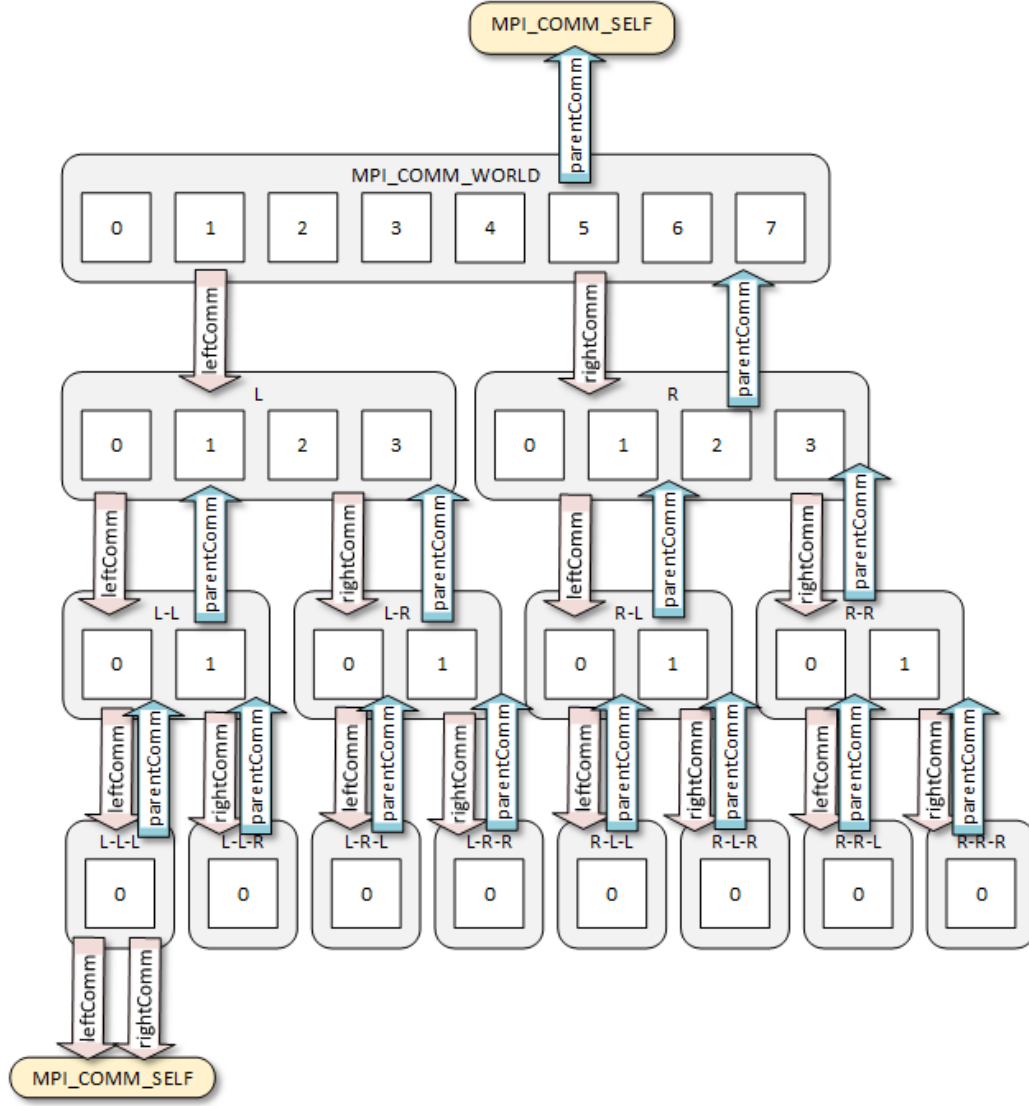 MPI_COMM_SELF
parentComm
MPI_COMM_WORLD
0 1 2 3 4 5 6 7
leftComm rightComm parentComm
L R
0 1 2 3 0 1 2 3
leftComm parentComm rightComm parentComm leftComm parentComm rightComm parentComm
L-L L-R R-L R-R
0 1 0 1 0 1 0 1
leftComm parentComm rightComm parentComm leftComm parentComm rightComm parentComm leftComm parentComm rightComm parentComm leftComm parentComm rightComm parentComm
L-L-L L-L-R L-R-L L-R-R R-L-L R-L-R R-R-L R-R-R
0 0 0 0 0 0 0 0
leftComm rightComm
MPI_COMM_SELF